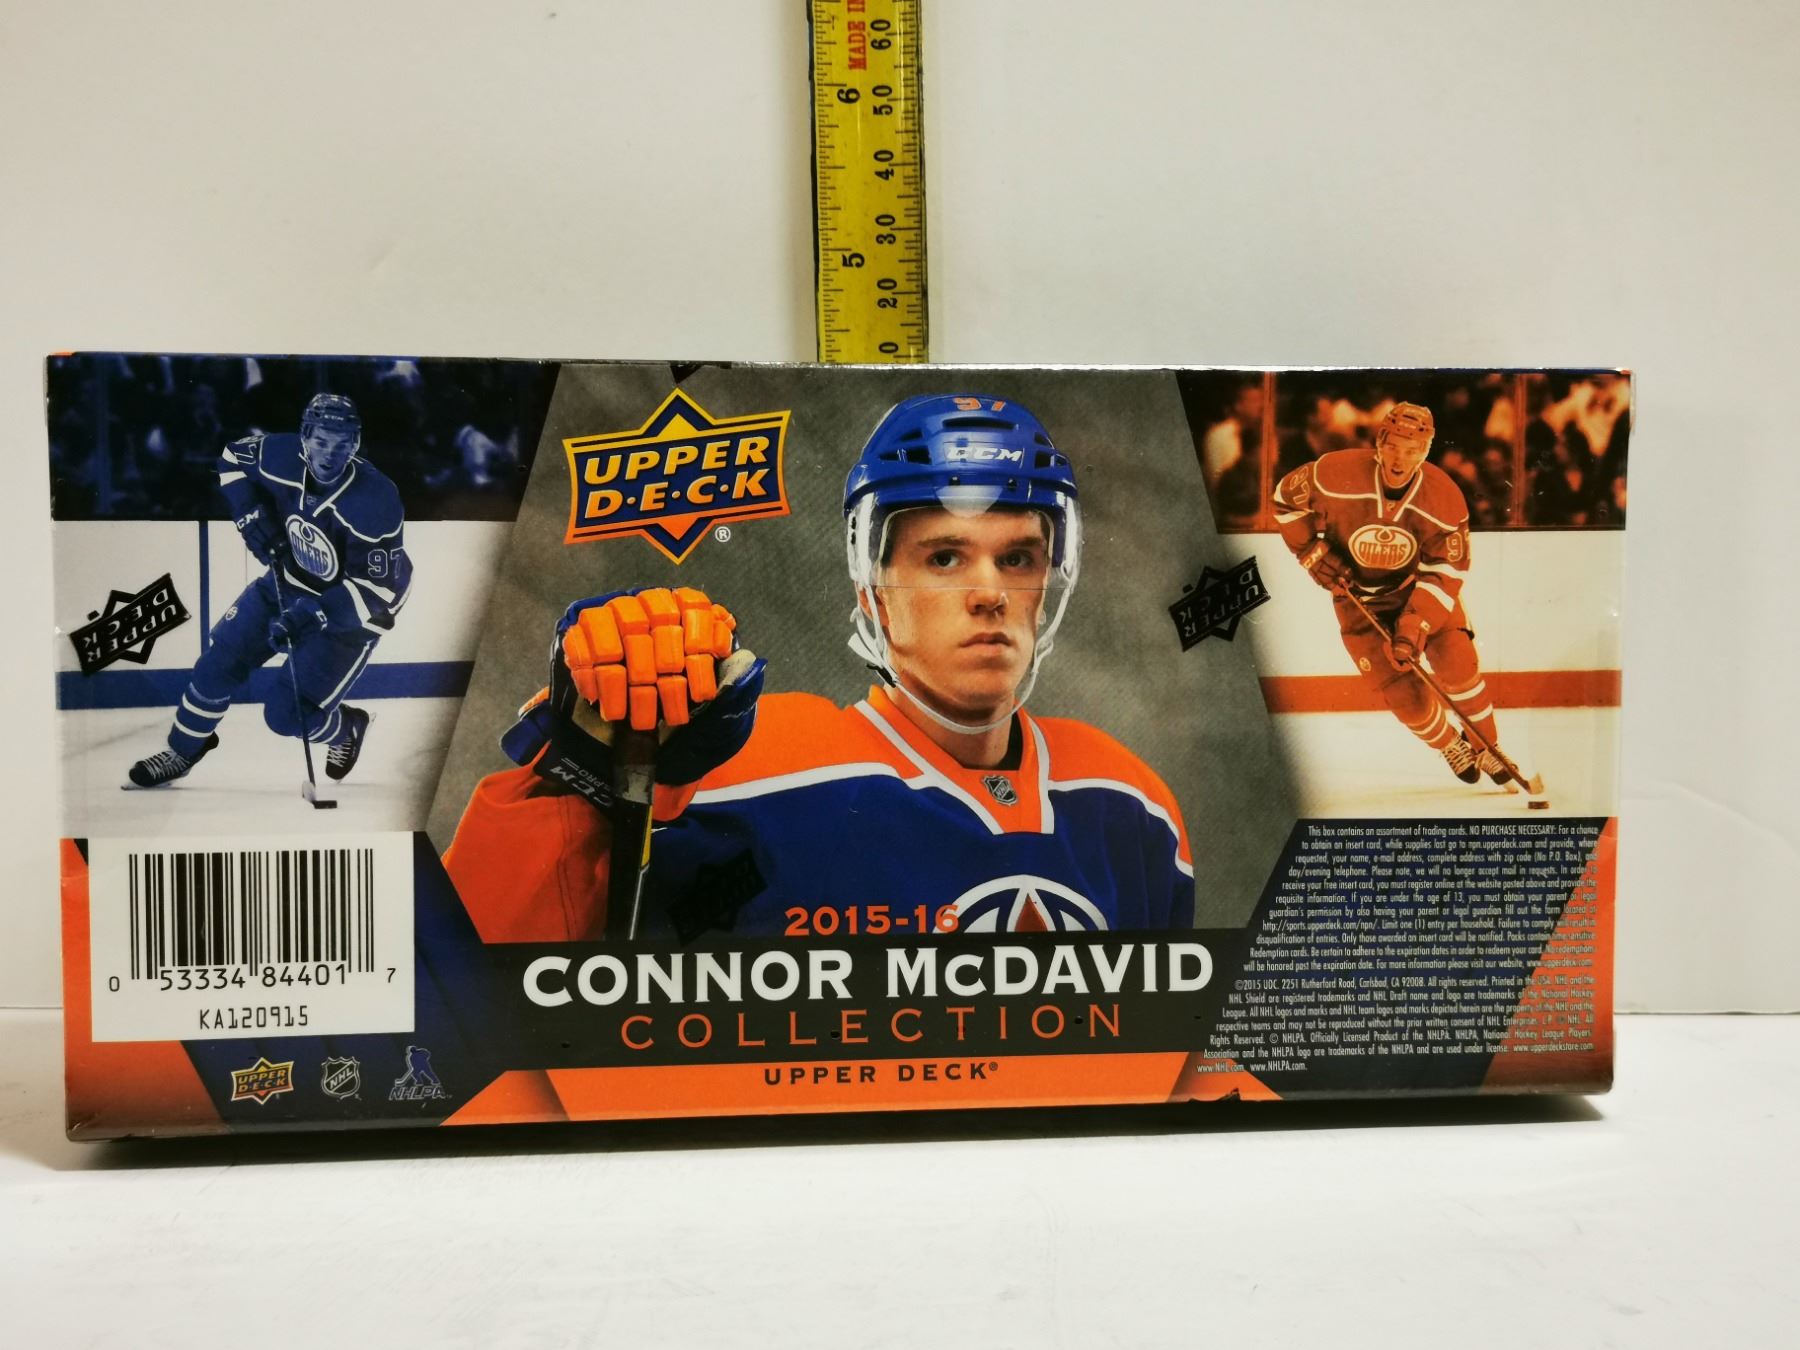 MADE IN
6,0
6
5,0
4,0
3,0
5
2,0
0
UPPER
D·E·C·K
®
97
CCM
97
CCM
OILERS
97
97
OILERS
UPPER
DECK
UPPER
DECK
CCM
NHL
This box contains an assortment of trading cards. NO PURCHASE NECESSARY: For a chance
to obtain an insert card, while supplies last go to npn.upperdeck.com and provide, where
requested, your name, e-mail address, complete address with zip code (No P.O. Box), and
day/evening telephone. Please note, we will no longer accept mail in requests. In order to
receive your free insert card, you must register online at the website posted above and provide the
requisite information. If you are under the age of 13, you must obtain your parent or legal
guardian's permission by also having your parent or legal guardian fill out the form located at
http://sports.upperdeck.com/npn/. Limit one (1) entry per household. Failure to comply will result in
disqualification of entries. Only those awarded an insert card will be notified. Packs contain time sensitive
Redemption cards. Be certain to adhere to the expiration dates in order to redeem your card. No redemptions
will be honored past the expiration date. For more information please visit our website, www.upperdeck.com.
©2015 UDC. 2251 Rutherford Road, Carlsbad, CA 92008. All rights reserved. Printed in the USA. NHL and the
NHL Shield are registered trademarks and NHL Draft name and logo are trademarks of the National Hockey
League. All NHL logos and marks and NHL team logos and marks depicted herein are the property of the NHL and the
respective teams and may not be reproduced without the prior written consent of NHL Enterprises, L.P. © NHL. All
Rights Reserved. © NHLPA. Officially Licensed Product of the NHLPA. NHLPA, National Hockey League Players'
Association and the NHLPA logo are trademarks of the NHLPA and are used under license. www.upperdeckstore.com
www.NHL.com. www.NHLPA.com.
2015-16
CONNOR McDAVID
COLLECTION
UPPER DECK®
0 53334 84401 7
KA120915
UPPER
D·E·C·K
NHL
NHLPA